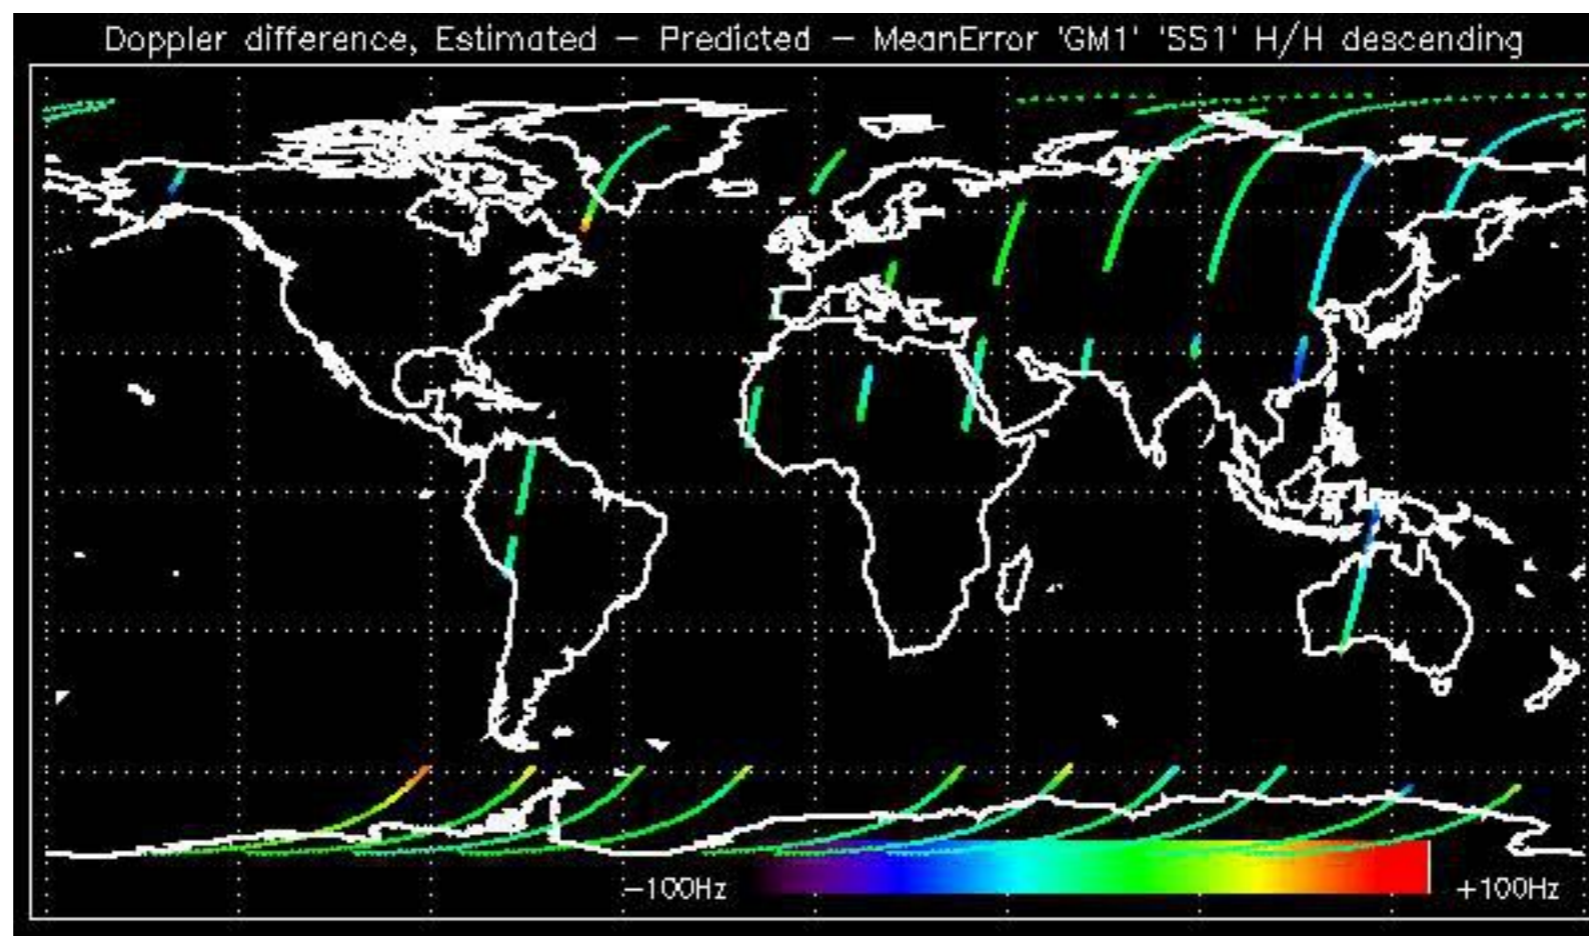 Doppler difference, Estimated – Predicted – MeanError 'GM1' 'SS1' H/H descending
–100Hz +100Hz